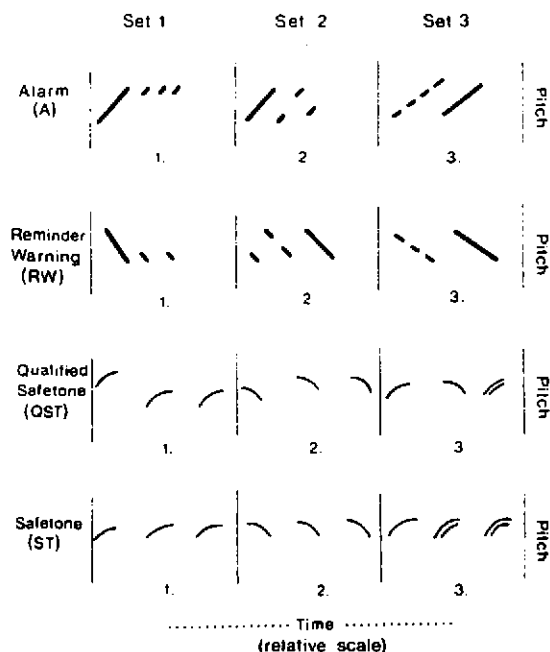 Set 1 Set 2 Set 3
Alarm
(A)
Pitch
1. 2 3.
Reminder
Warning
(RW)
Pitch
1. 2 3.
Qualified
Safetone
(QST)
Pitch
1. 2. 3
Safetone
(ST)
Pitch
1. 2. 3.
Time
(relative scale)